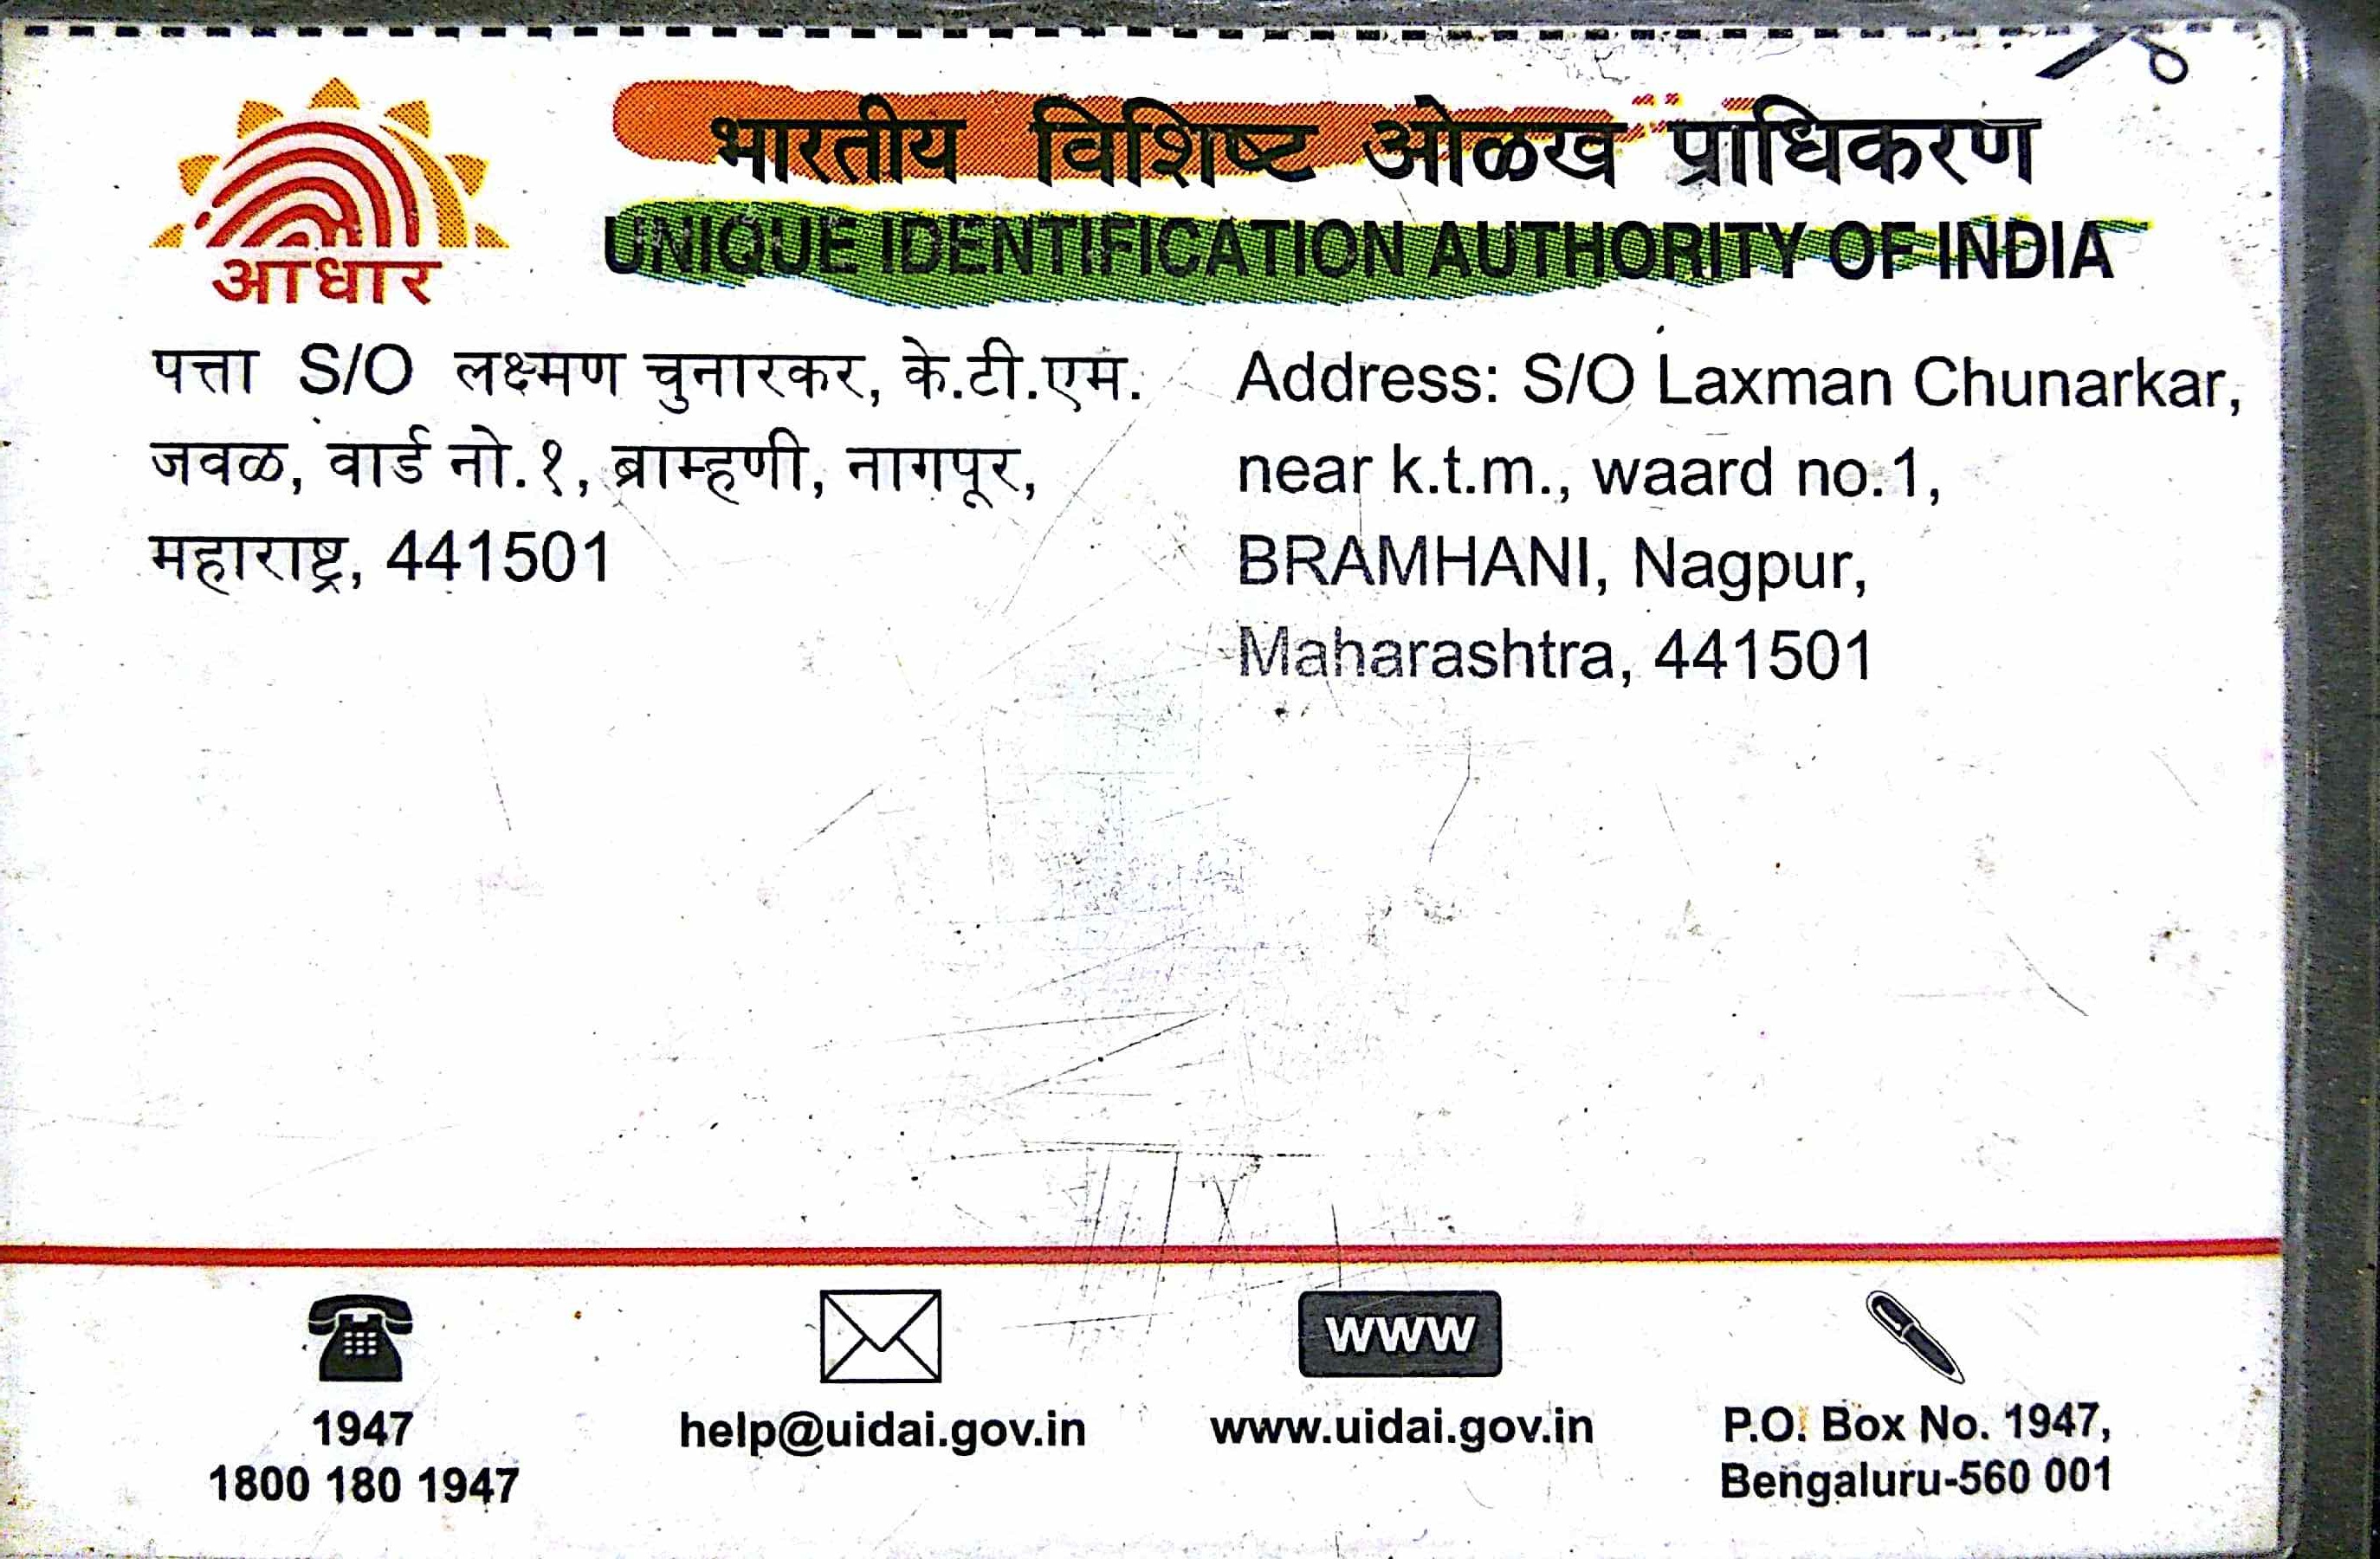 आधार
भारतीय विशिष्ट ओळख प्राधिकरण
UNIQUE IDENTIFICATION AUTHORITY OF INDIA
पत्ता S/O लक्ष्मण चुनारकर, के.टी.एम.
जवळ, वार्ड नो.१, ब्राम्हणी, नागपूर,
महाराष्ट्र, 441501
Address: S/O Laxman Chunarkar,
near k.t.m., waard no.1,
BRAMHANI, Nagpur,
Maharashtra, 441501
1947
1800 180 1947
help@uidai.gov.in
www
www.uidai.gov.in
P.O. Box No. 1947,
Bengaluru-560 001